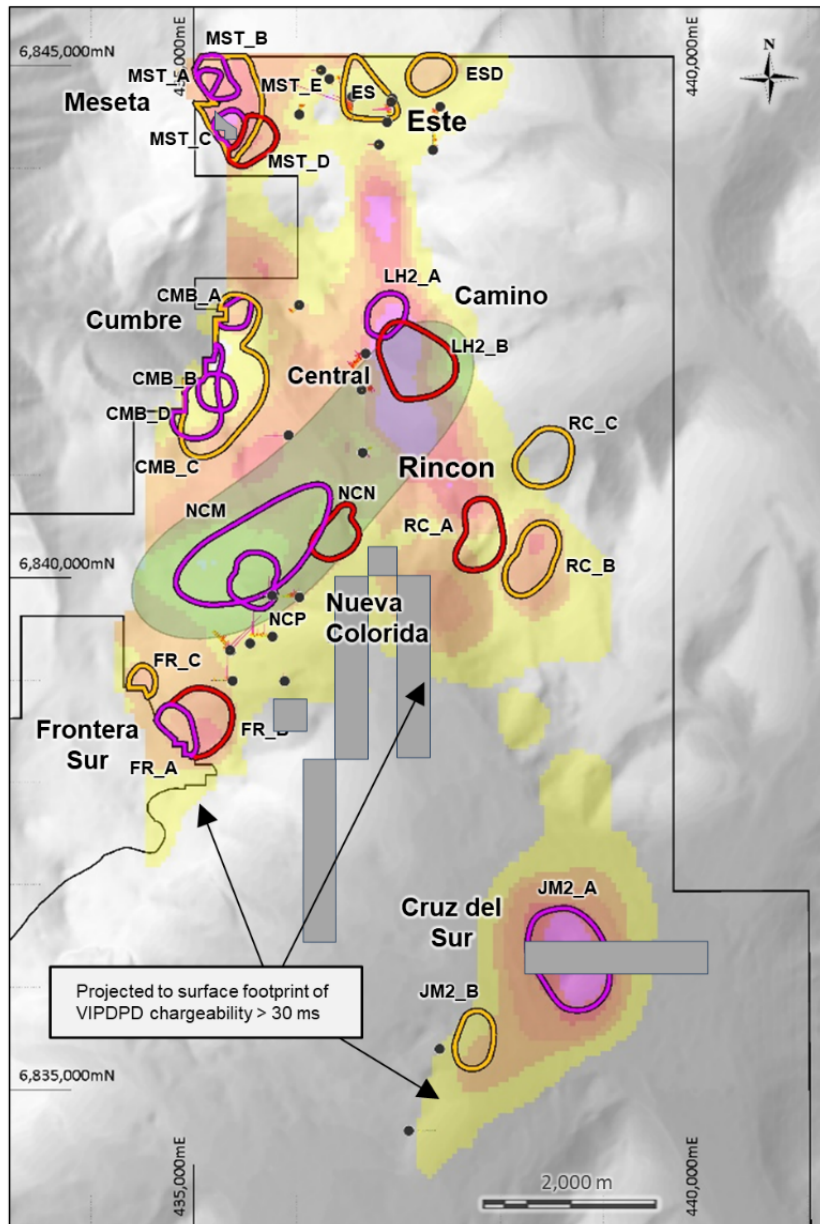 6,845,000mN
435,000mE
440,000mE
N
MST_B
MST_A
MST_E
ES
ESD
Meseta
Este
MST_C
MST_D
CMB_A
LH2_A
Camino
Cumbre
LH2_B
Central
CMB_B
CMB_D
RC_C
CMB_C
Rincon
NCM
NCN
RC_A
6,840,000mN
RC_B
Nueva
Colorida
NCP
FR_C
Frontera
Sur
FR_B
FR_A
JM2_A
Cruz del
Sur
JM2_B
Projected to surface footprint of
VIPDPD chargeability > 30 ms
6,835,000mN
435,000mE
2,000 m
440,000mE